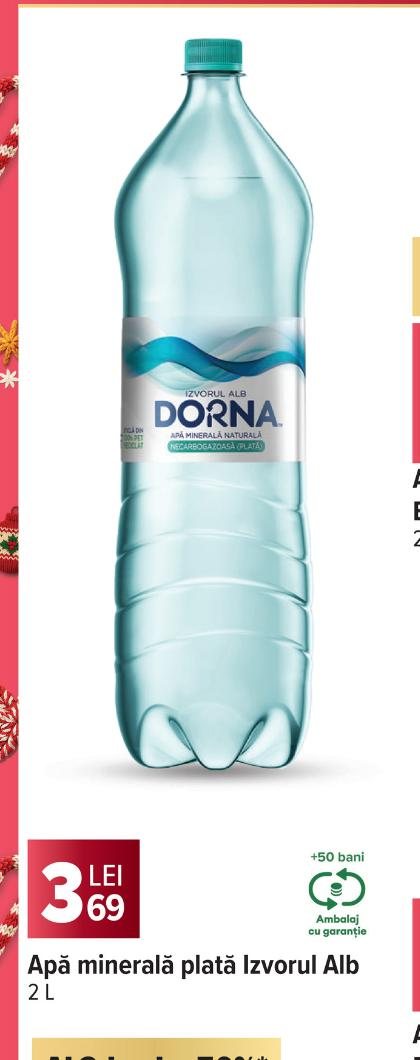 IZVORUL ALB
DORNA
APĂ MINERALĂ NATURALĂ
NECARBOGAZOASĂ (PLATĂ)
+50 bani
3 LEI
69
Ambalaj
cu garanție
Apă minerală plată Izvorul Alb
2 L